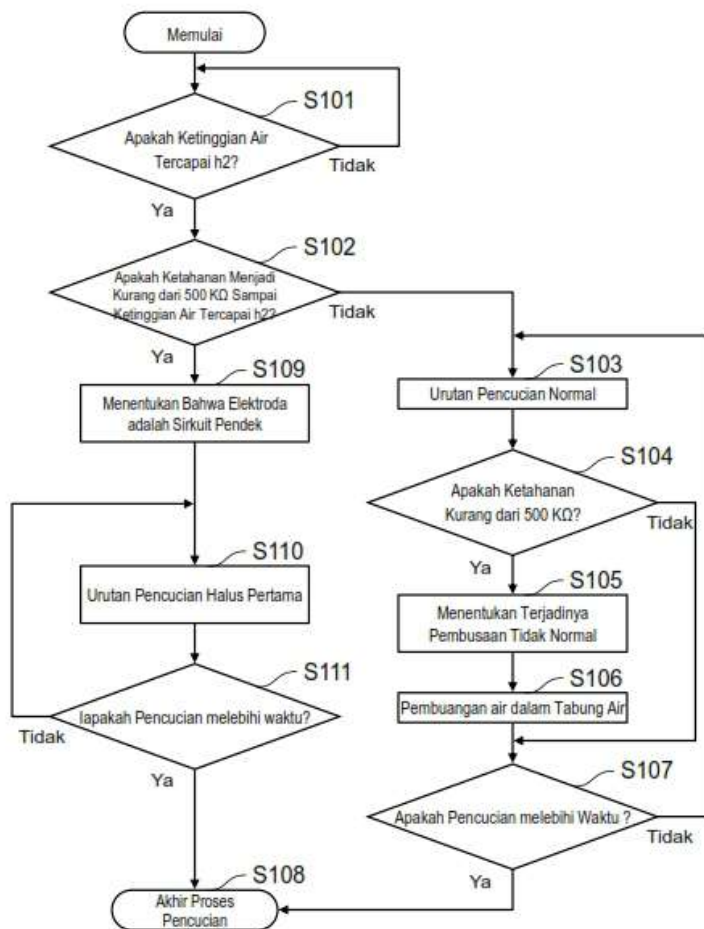 Memulai
S101
Apakah Ketinggian Air
Tercapai h2?
Tidak
Ya
S102
Apakah Ketahanan Menjadi
Kurang dari 500 KΩ Sampai
Ketinggian Air Tercapai h2?
Tidak
Ya
S109
Menentukan Bahwa Elektroda
adalah Sirkuit Pendek
S110
Urutan Pencucian Halus Pertama
S111
Iapakah Pencucian melebihi waktu?
Tidak
Ya
S103
Urutan Pencucian Normal
S104
Apakah Ketahanan
Kurang dari 500 KΩ?
Tidak
Ya
S105
Menentukan Terjadinya
Pembusaan Tidak Normal
S106
Pembuangan air dalam Tabung Air
S107
Apakah Pencucian melebihi Waktu ?
Tidak
Ya
S108
Akhir Proses
Pencucian